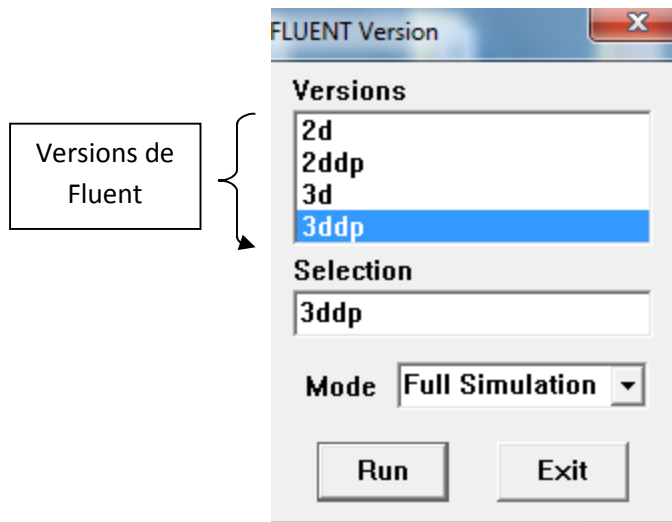 FLUENT Version
Versions
2d
2ddp
3d
3ddp
Versions de
Fluent
Selection
3ddp
Mode Full Simulation
Run Exit